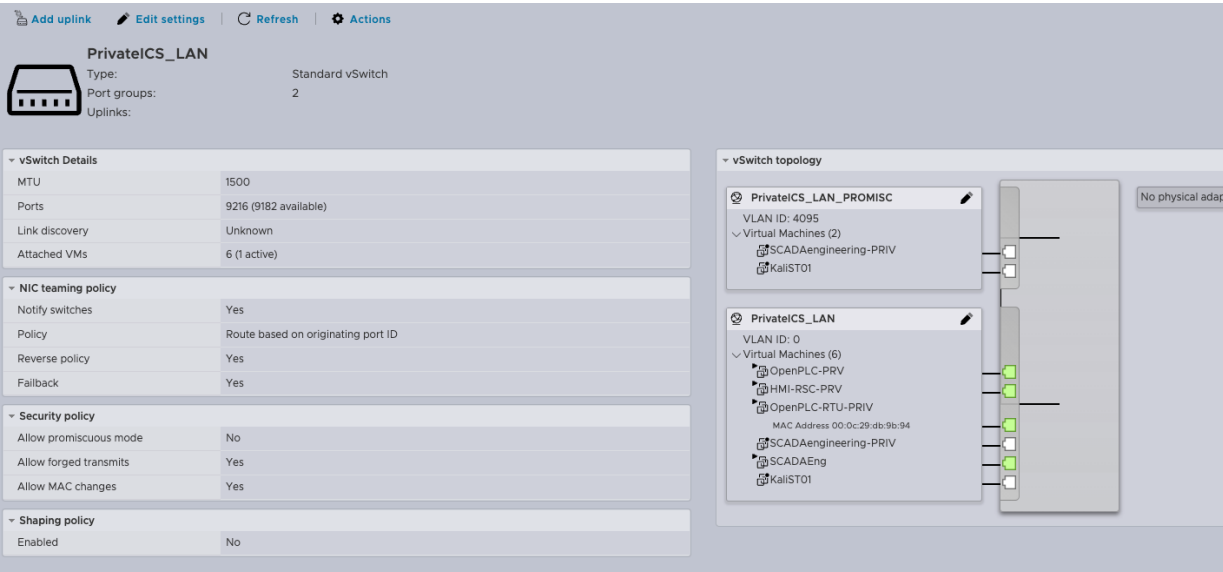 Add uplink Edit settings Refresh Actions
PrivateICS_LAN
Type: Standard vSwitch
Port groups: 2
Uplinks:
vSwitch Details
MTU 1500
Ports 9216 (9182 available)
Link discovery Unknown
Attached VMs 6 (1 active)
NIC teaming policy
Notify switches Yes
Policy Route based on originating port ID
Reverse policy Yes
Failback Yes
Security policy
Allow promiscuous mode No
Allow forged transmits Yes
Allow MAC changes Yes
Shaping policy
Enabled No
vSwitch topology
PrivateICS_LAN_PROMISC
VLAN ID: 4095
Virtual Machines (2)
SCADAengineering-PRIV
KaliST01
PrivateICS_LAN
VLAN ID: 0
Virtual Machines (6)
OpenPLC-PRV
HMI-RSC-PRV
OpenPLC-RTU-PRIV
MAC Address 00:0c:29:db:9b:94
SCADAengineering-PRIV
SCADAEng
KaliST01
No physical adap